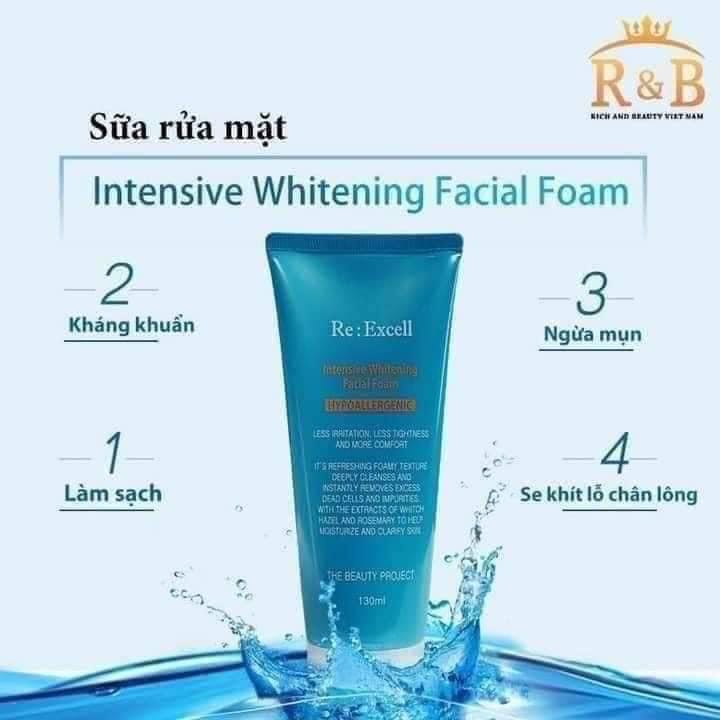 R & B
RICH AND BEAUTY VIET NAM
Sữa rửa mặt
Intensive Whitening Facial Foam
2
Kháng khuẩn
3
Ngừa mụn
1
Làm sạch
4
Se khít lỗ chân lông
Re:Excell
Intensive Whitening
Facial Foam
HYPOALLERGENIC
LESS IRRITATION, LESS TIGHTNESS
AND MORE COMFORT
IT'S REFRESHING FOAMY TEXTURE
DEEPLY CLEANSES AND
INSTANTLY REMOVES EXCESS
DEAD CELLS AND IMPURITIES.
WITH THE EXTRACTS OF WHITCH
HAZEL AND ROSEMARY TO HELP
MOISTURIZE AND CLARIFY SKIN.
THE BEAUTY PROJECT
130ml